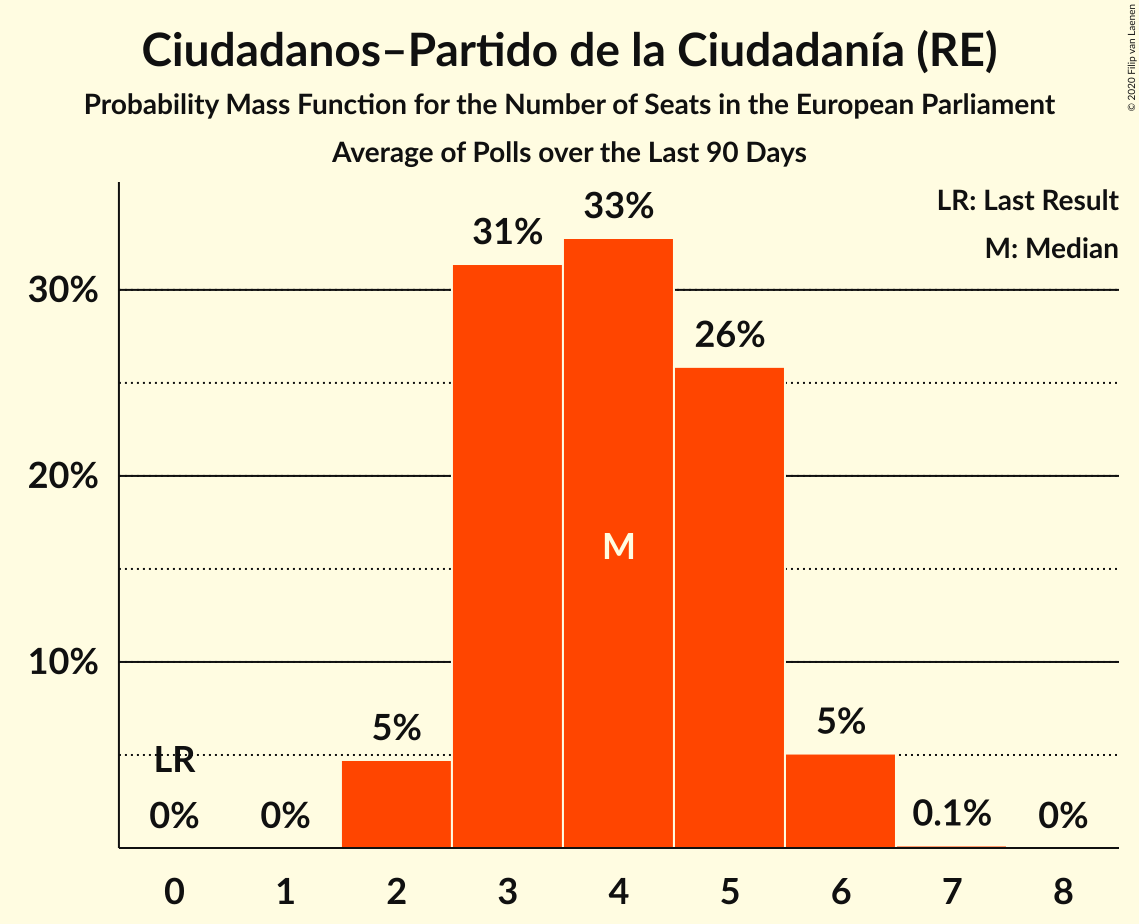 Ciudadanos–Partido de la Ciudadanía (RE)
Probability Mass Function for the Number of Seats in the European Parliament
Average of Polls over the Last 90 Days
© 2020 Filip van Laenen
LR: Last Result
M: Median
33%
31%
30%
26%
20%
M
10%
5%
5%
LR
0%
0%
0.1%
0%
0 1 2 3 4 5 6 7 8